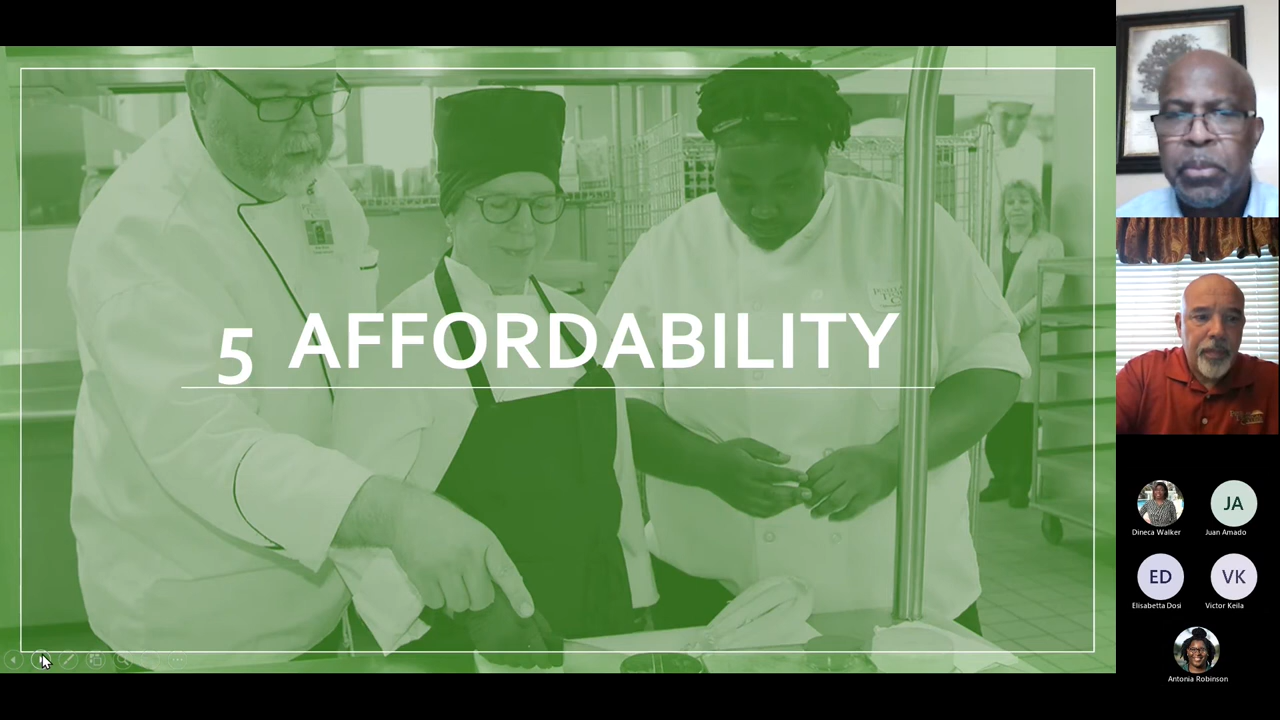 5 AFFORDABILITY
Dineca Walker
JA
Juan Amado
ED
Elisabetta Dosi
VK
Victor Keila
Antonia Robinson